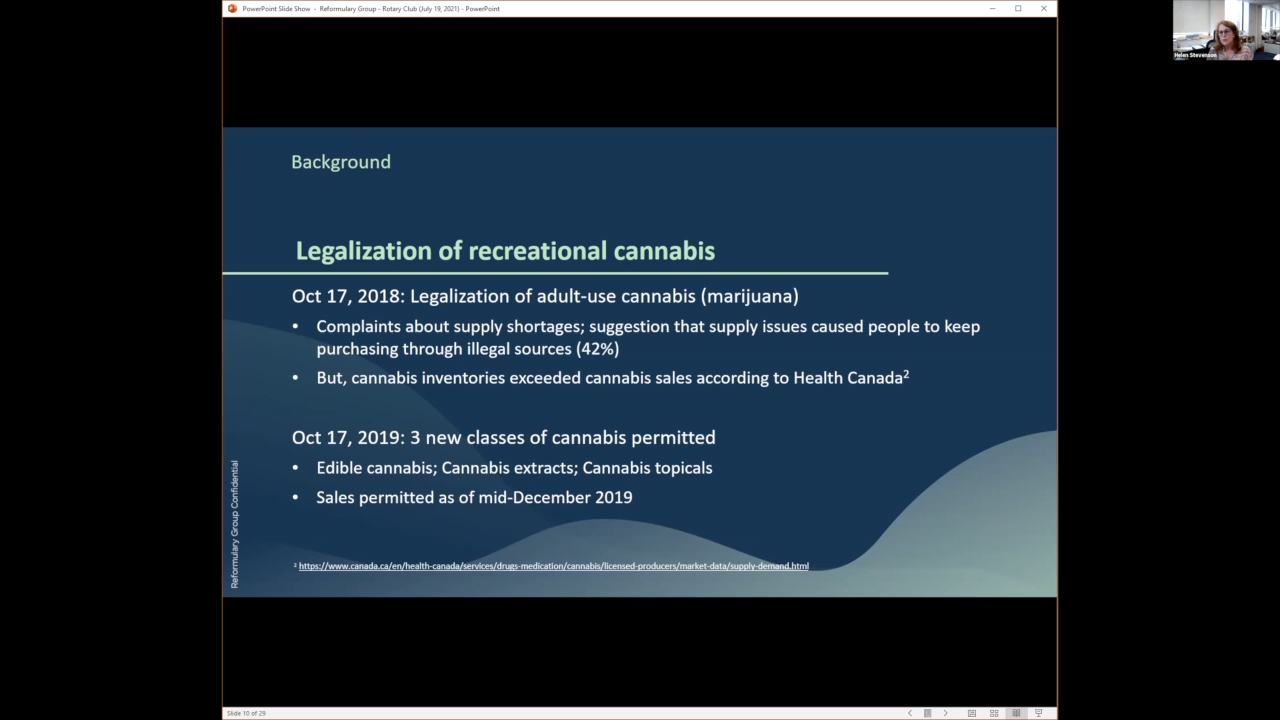 PowerPoint Slide Show - Reformulary Group - Rotary Club (July 19, 2021) - PowerPoint
Helen Stevenson
Background
Legalization of recreational cannabis
Oct 17, 2018: Legalization of adult-use cannabis (marijuana)
• Complaints about supply shortages; suggestion that supply issues caused people to keep
purchasing through illegal sources (42%)
• But, cannabis inventories exceeded cannabis sales according to Health Canada²
Oct 17, 2019: 3 new classes of cannabis permitted
• Edible cannabis; Cannabis extracts; Cannabis topicals
• Sales permitted as of mid-December 2019
Reformulary Group Confidential
² https://www.canada.ca/en/health-canada/services/drugs-medication/cannabis/licensed-producers/market-data/supply-demand.html
Slide 10 of 29